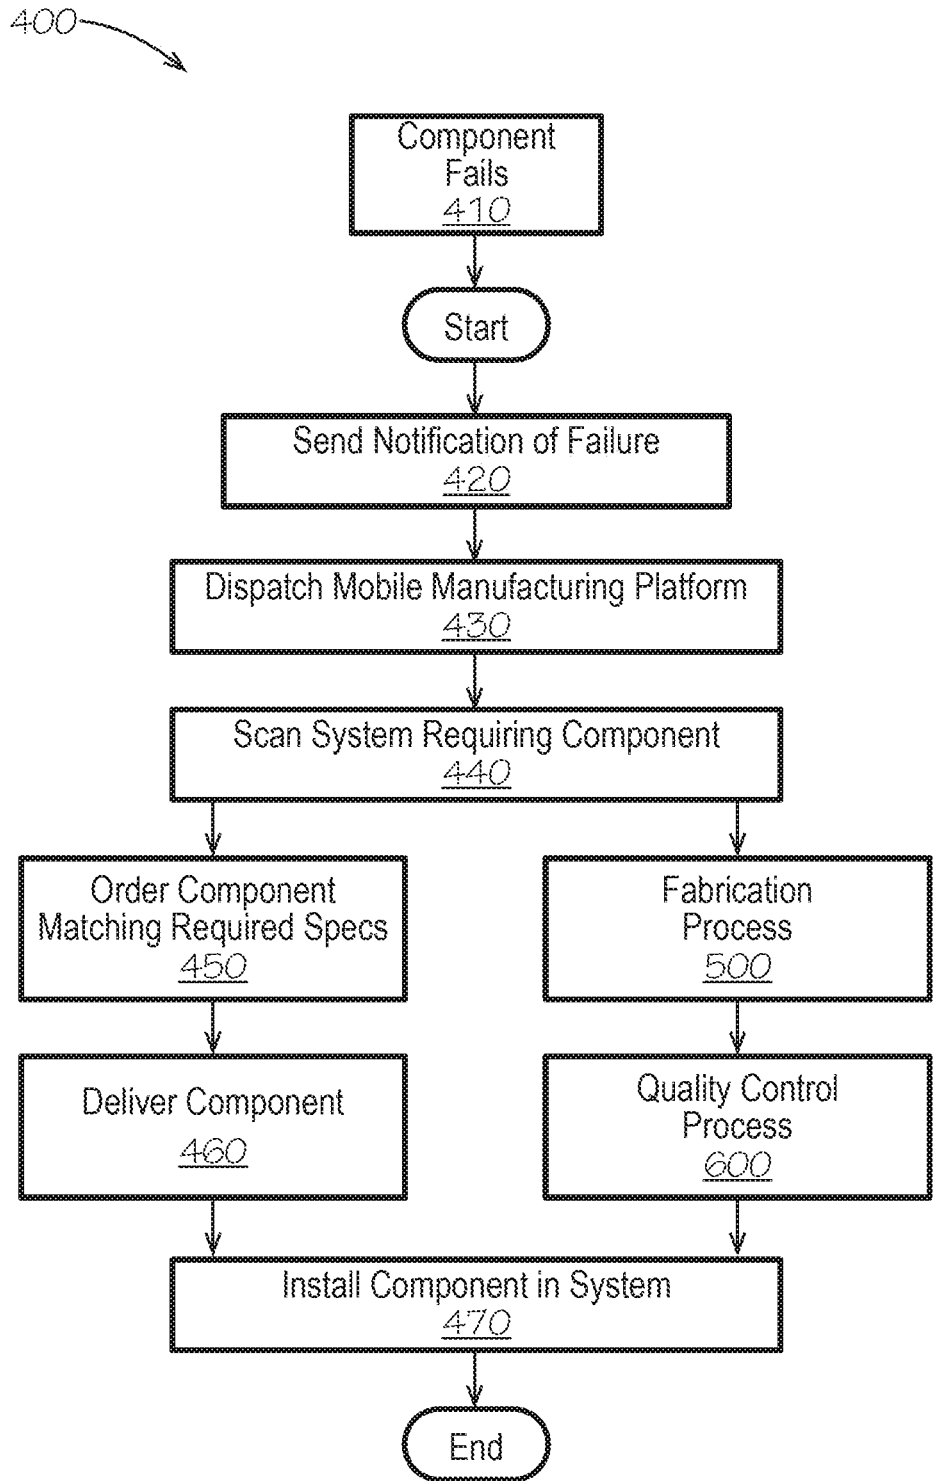 400
Component
Fails
410
Start
Send Notification of Failure
420
Dispatch Mobile Manufacturing Platform
430
Scan System Requiring Component
440
Order Component
Matching Required Specs
450
Fabrication
Process
500
Deliver Component
460
Quality Control
Process
600
Install Component in System
470
End